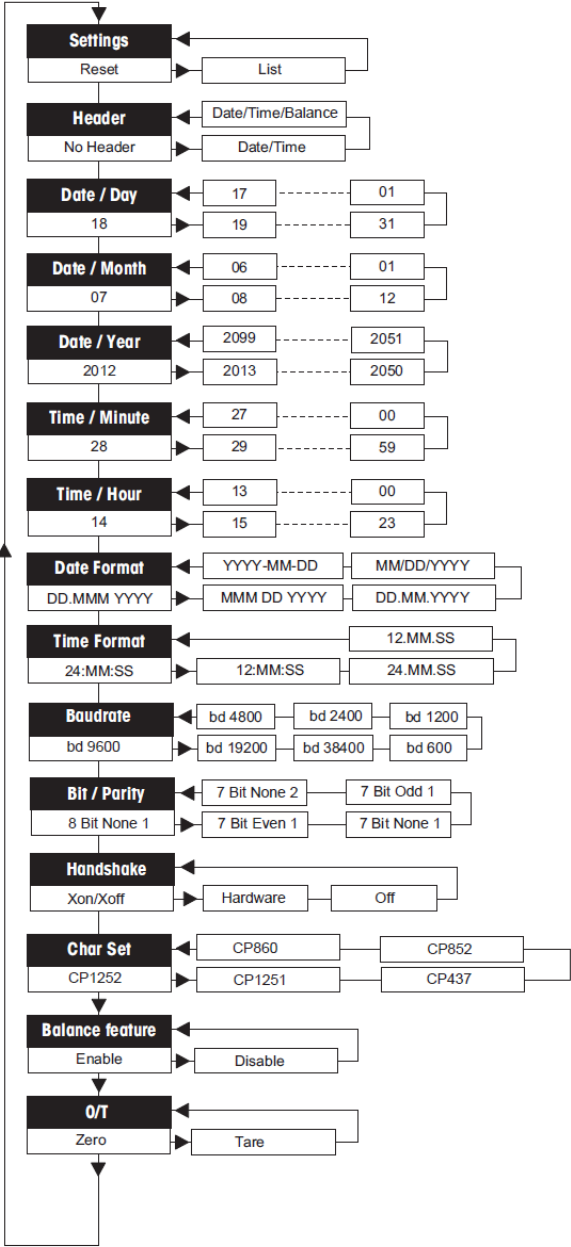 Settings
Reset List
Header Date/Time/Balance
No Header Date/Time
Date / Day 17 01
18 19 31
Date / Month 06 01
07 08 12
Date / Year 2099 2051
2012 2013 2050
Time / Minute 27 00
28 29 59
Time / Hour 13 00
14 15 23
Date Format YYYY-MM-DD MM/DD/YYYY
DD.MMM YYYY MMM DD YYYY DD.MM.YYYY
Time Format 12.MM.SS
24:MM:SS 12:MM:SS 24.MM.SS
Baudrate bd 4800 bd 2400 bd 1200
bd 9600 bd 19200 bd 38400 bd 600
Bit / Parity 7 Bit None 2 7 Bit Odd 1
8 Bit None 1 7 Bit Even 1 7 Bit None 1
Handshake
Xon/Xoff Hardware Off
Char Set CP860 CP852
CP1252 CP1251 CP437
Balance feature
Enable Disable
O/T
Zero Tare